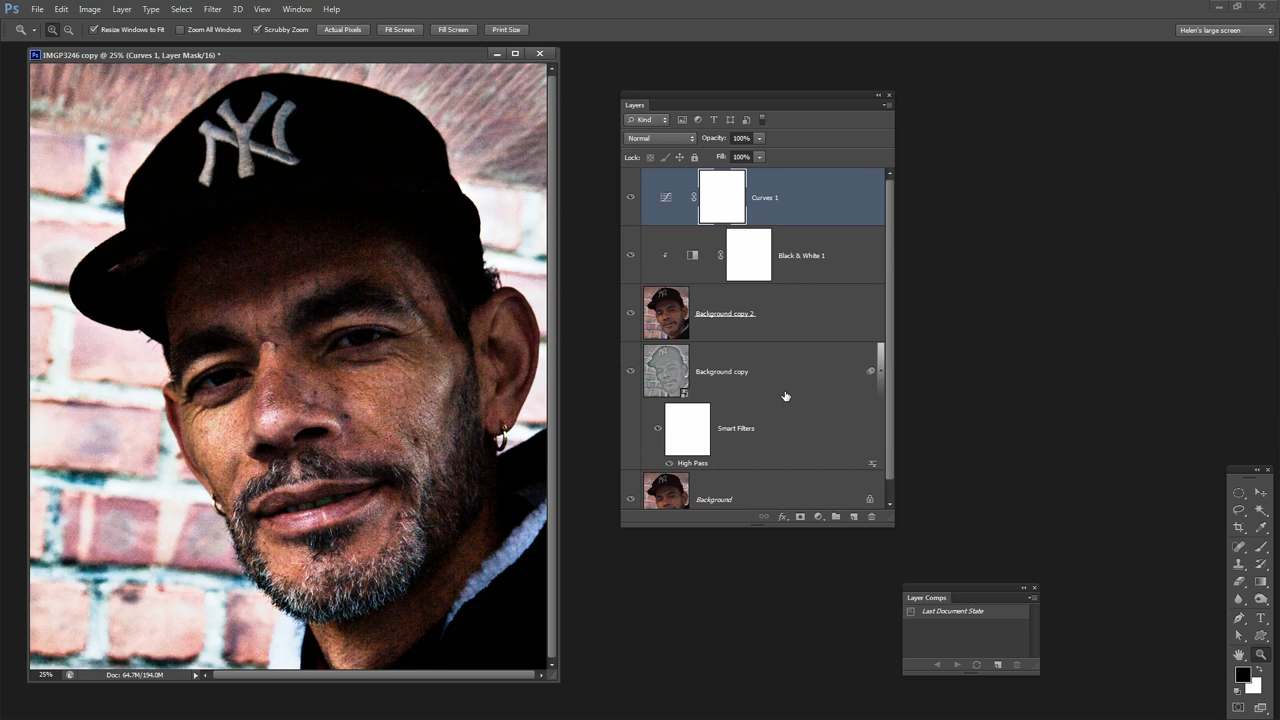 Ps File Edit Image Layer Type Select Filter 3D View Window Help
Resize Windows to Fit Zoom All Windows Scrubby Zoom Actual Pixels Fit Screen Fill Screen Print Size Helen's large screen
IMGP3246 copy @ 25% (Curves 1, Layer Mask/16) *
NY
Layers
Kind
Normal Opacity: 100%
Lock: Fill: 100%
Curves 1
Black & White 1
Background copy 2
Background copy
Smart Filters
High Pass
Background
fx.
Layer Comps
Last Document State
25% Doc: 64.7M/194.0M